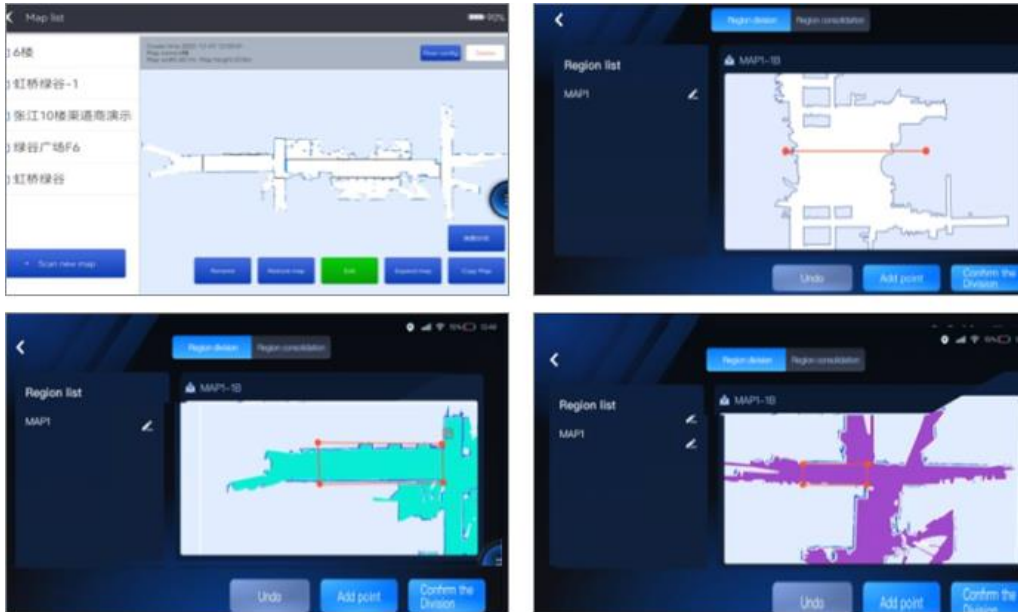 Map list
90%
6楼
虹桥绿谷-1
张江10楼渠道商演示
绿谷广场F6
虹桥绿谷
Scan new map
Rename
Restore map
Edit
Expand map
Copy Map
Region division
Region consolidation
Region list
MAP1
MAP1-1B
Undo
Add point
Confirm the
Division
Region division
Region consolidation
Region list
MAP1
MAP1-1B
Undo
Add point
Confirm the
Division
Region division
Region consolidation
Region list
MAP1
MAP1-1B
Undo
Add point
Confirm the
Division